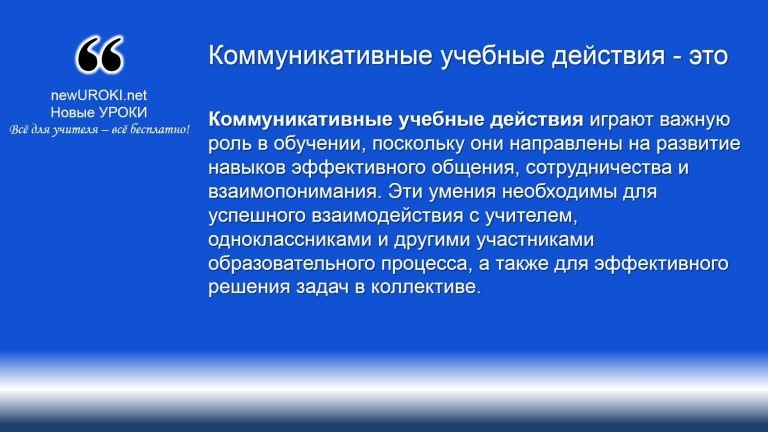 ❝
newUROKI.net
Новые УРОКИ
Всё для учителя – всё бесплатно!
Коммуникативные учебные действия - это
Коммуникативные учебные действия играют важную
роль в обучении, поскольку они направлены на развитие
навыков эффективного общения, сотрудничества и
взаимопонимания. Эти умения необходимы для
успешного взаимодействия с учителем,
одноклассниками и другими участниками
образовательного процесса, а также для эффективного
решения задач в коллективе.